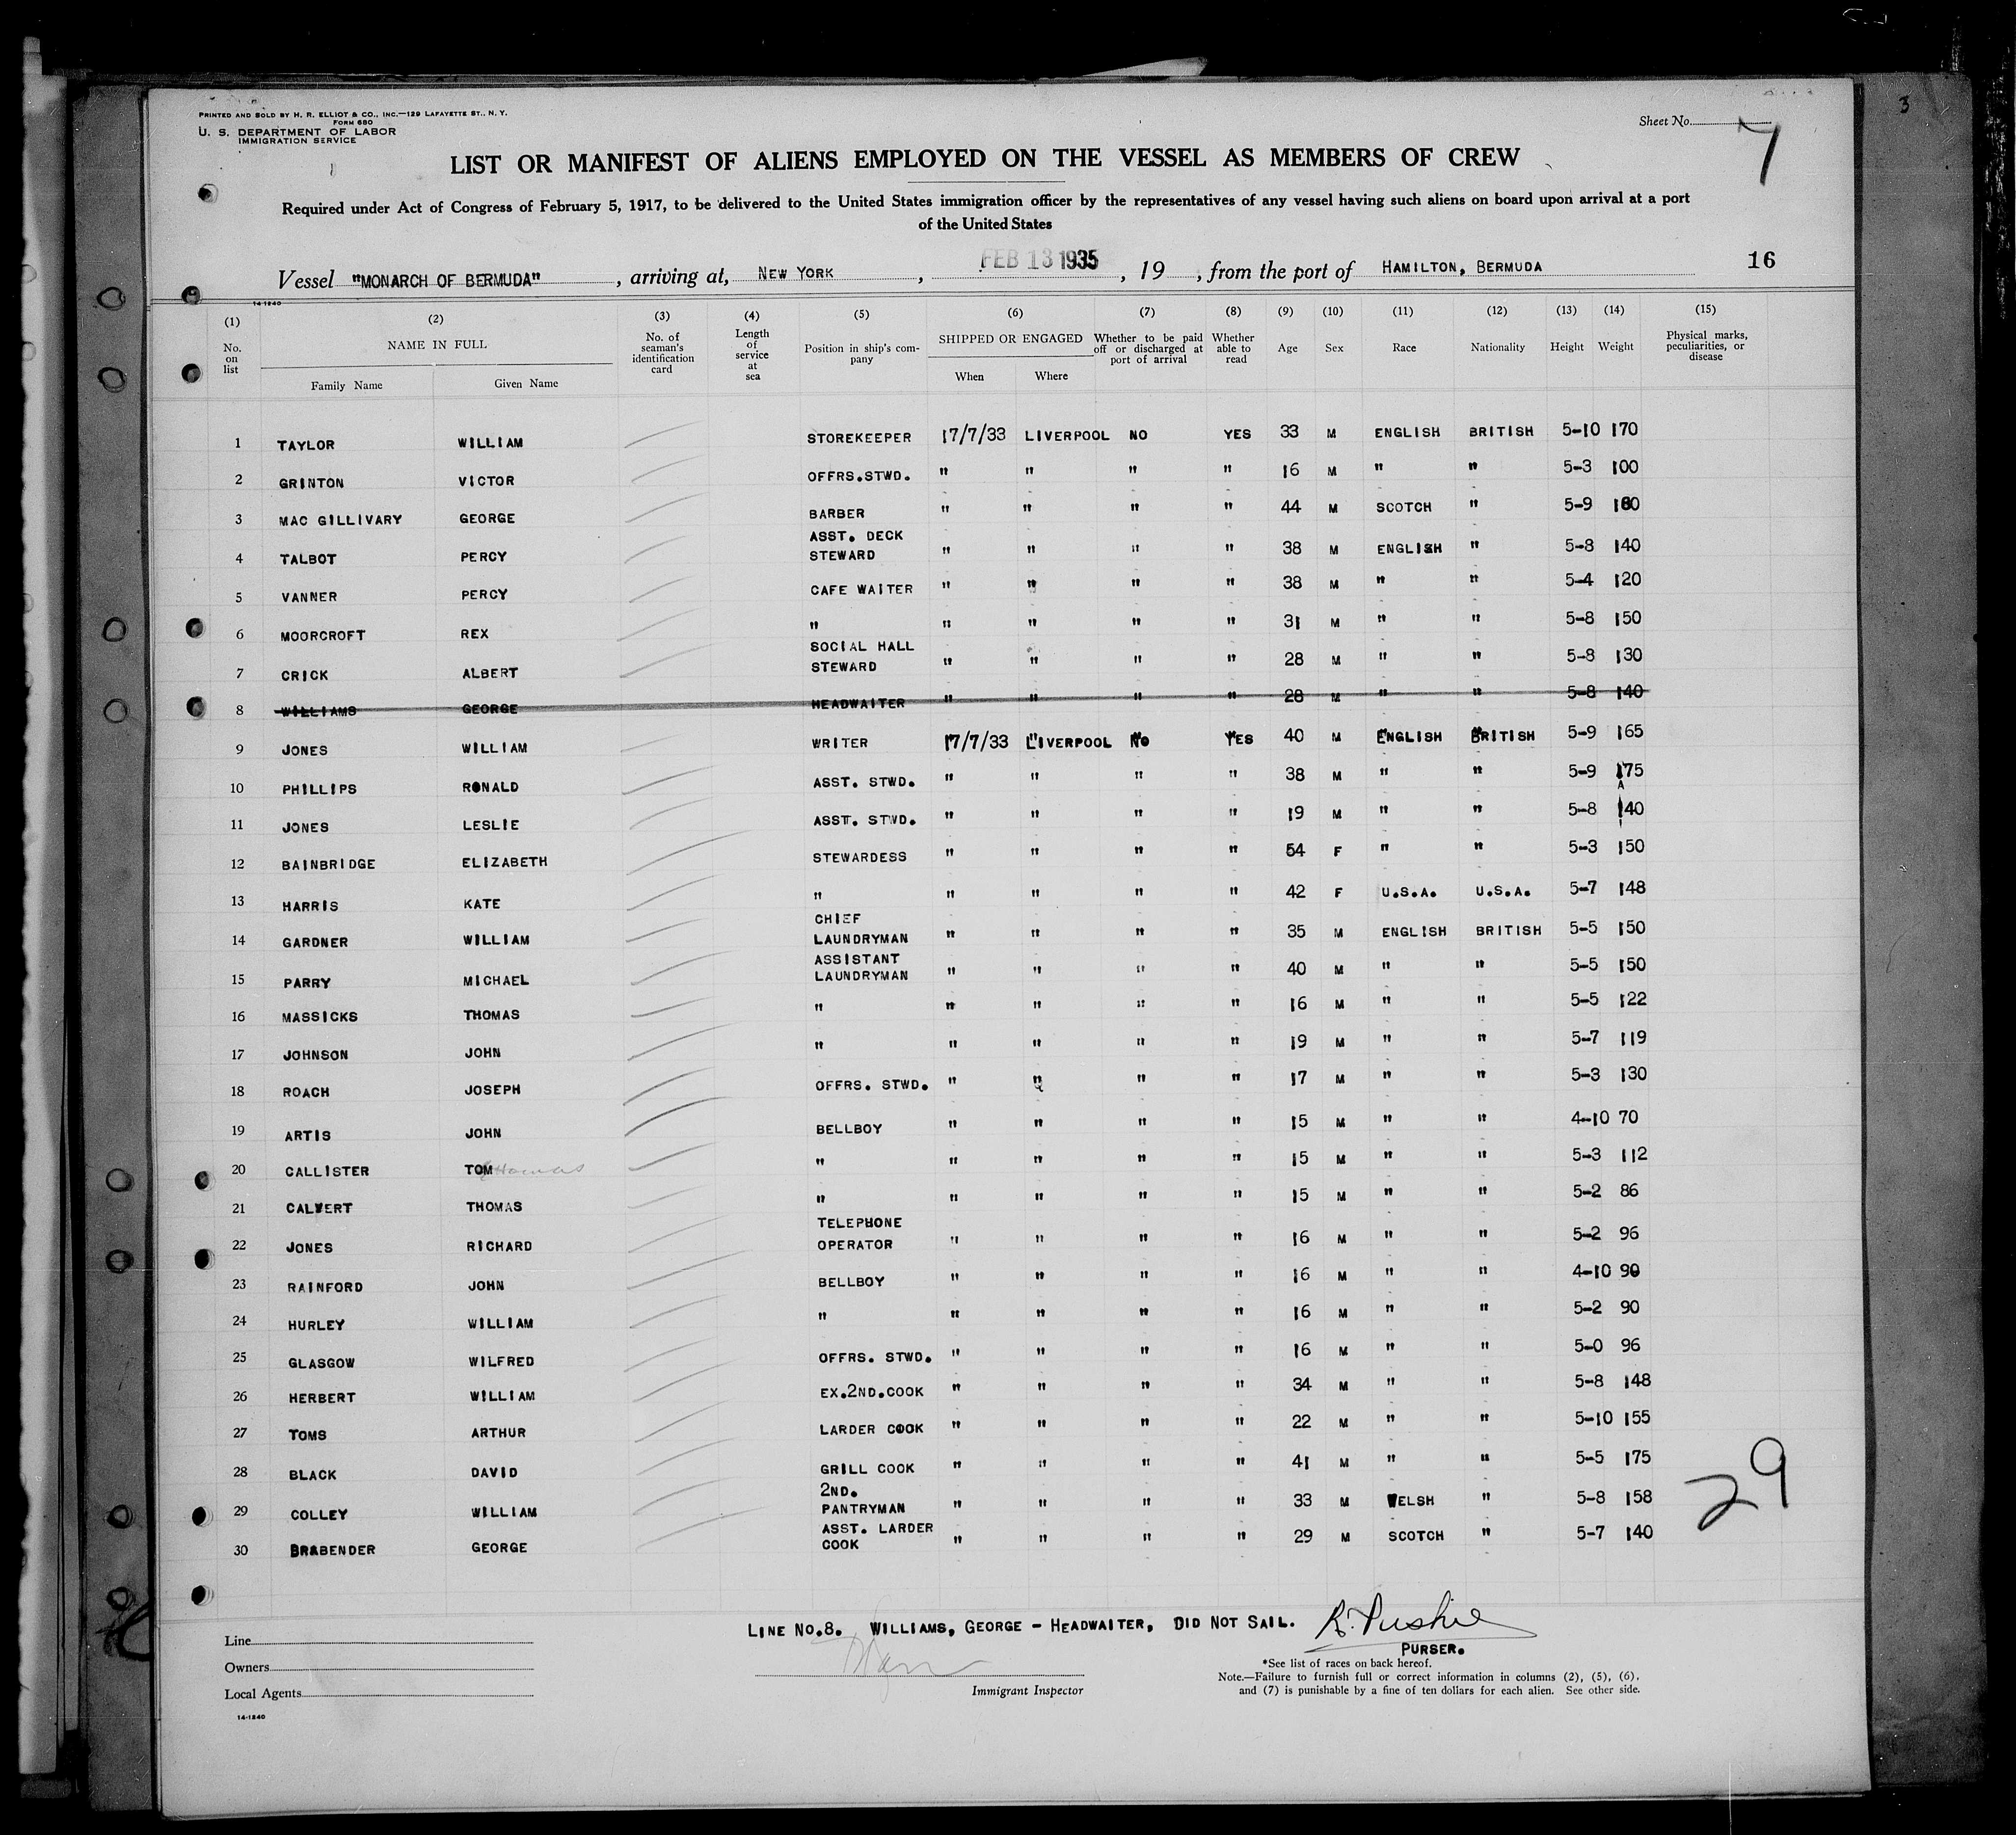 3
PRINTED AND SOLD BY H. R. ELLIOT & CO., INC.—129 LAFAYETTE ST., N. Y.
FORM 680
U. S. DEPARTMENT OF LABOR
IMMIGRATION SERVICE
Sheet No. 7
LIST OR MANIFEST OF ALIENS EMPLOYED ON THE VESSEL AS MEMBERS OF CREW
Required under Act of Congress of February 5, 1917, to be delivered to the United States immigration officer by the representatives of any vessel having such aliens on board upon arrival at a port
of the United States
Vessel "MONARCH OF BERMUDA", arriving at, NEW YORK, FEB 13 1935, 19 , from the port of HAMILTON, BERMUDA 16
14-1240
(1) (2) (3) (4) (5) (6) (7) (8) (9) (10) (11) (12) (13) (14) (15)
No. on list NAME IN FULL No. of seaman's identification card Length of service at sea Position in ship's company SHIPPED OR ENGAGED Whether to be paid off or discharged at port of arrival Whether able to read Age Sex Race Nationality Height Weight Physical marks, peculiarities, or disease
Family Name Given Name When Where
1 TAYLOR WILLIAM STOREKEEPER 17/7/33 LIVERPOOL NO YES 33 M ENGLISH BRITISH 5-10 170
2 GRINTON VICTOR OFFRS.STWD. " " " " 16 M " " 5-3 100
3 MAC GILLIVARY GEORGE BARBER " " " " 44 M SCOTCH " 5-9
4 TALBOT PERCY ASST. DECK STEWARD " " " " 38 M ENGLISH " 5-8 140
5 VANNER PERCY CAFE WAITER " " " " 38 M " " 5-4 120
6 MOORCROFT REX " " " " " 31 M " " 5-8 150
7 CRICK ALBERT SOCIAL HALL STEWARD " " " " 28 M " " 5-8 130
8 WILLIAMS GEORGE HEADWAITER " " " " 28 M " " 5-8 140
9 JONES WILLIAM WRITER 17/7/33 LIVERPOOL NO YES 40 M ENGLISH BRITISH 5-9 165
10 PHILLIPS RONALD ASST. STWD. " " " " 38 M " " 5-9 175
11 JONES LESLIE ASST. STWD. " " " " 19 M " " 5-8 140
12 BAINBRIDGE ELIZABETH STEWARDESS " " " " 54 F " " 5-3 150
13 HARRIS KATE " " " " " 42 F U.S.A. U.S.A. 5-7 148
14 GARDNER WILLIAM CHIEF LAUNDRYMAN " " " " 35 M ENGLISH BRITISH 5-5 150
15 PARRY MICHAEL ASSISTANT LAUNDRYMAN " " " " 40 M " " 5-5 150
16 MASSICKS THOMAS " " " " " 16 M " " 5-5 122
17 JOHNSON JOHN " " " " " 19 M " " 5-7 119
18 ROACH JOSEPH OFFRS. STWD. " " " " 17 M " " 5-3 130
19 ARTIS JOHN BELLBOY " " " " 15 M " " 4-10 70
20 CALLISTER TOM Thomas " " " " " 15 M " " 5-3 112
21 CALVERT THOMAS " " " " " 15 M " " 5-2 86
22 JONES RICHARD TELEPHONE OPERATOR " " " " 16 M " " 5-2 96
23 RAINFORD JOHN BELLBOY " " " " 16 M " " 4-10 90
24 HURLEY WILLIAM " " " " " 16 M " " 5-2 90
25 GLASGOW WILFRED OFFRS. STWD. " " " " 16 M " " 5-0 96
26 HERBERT WILLIAM EX.2ND.COOK " " " " 34 M " " 5-8 148
27 TOMS ARTHUR LARDER COOK " " " " 22 M " " 5-10 155
28 BLACK DAVID GRILL COOK " " " " 41 M " " 5-5 175
29 COLLEY WILLIAM 2ND. PANTRYMAN " " " " 33 M WELSH " 5-8 158
30 BRABENDER GEORGE ASST. LARDER COOK " " " " 29 M SCOTCH " 5-7 140
29
LINE NO.8. WILLIAMS, GEORGE - HEADWAITER, DID NOT SAIL. R. Pushie
PURSER.
Line
Owners
Local Agents
14-1240
Immigrant Inspector
*See list of races on back hereof.
Note.—Failure to furnish full or correct information in columns (2), (5), (6),
and (7) is punishable by a fine of ten dollars for each alien. See other side.